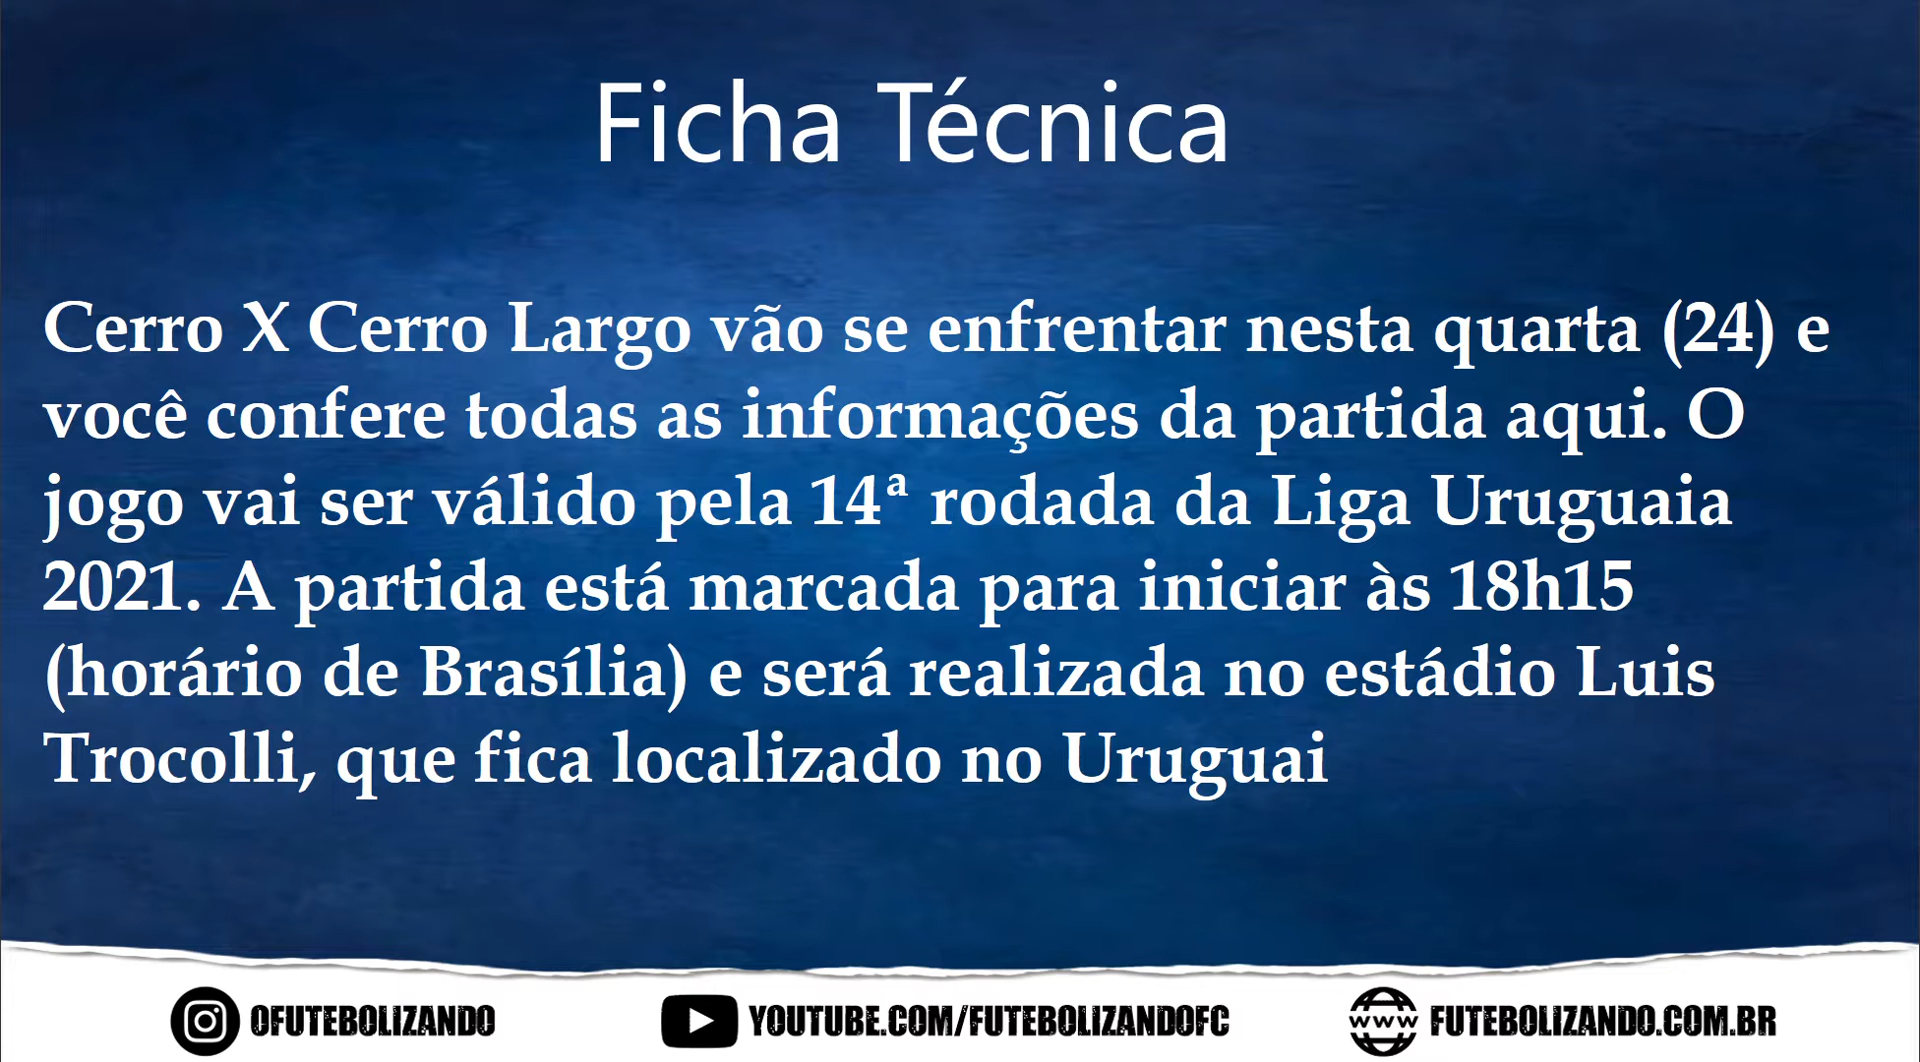 Ficha Técnica
Cerro X Cerro Largo vão se enfrentar nesta quarta (24) e
você confere todas as informações da partida aqui. O
jogo vai ser válido pela 14ª rodada da Liga Uruguaia
2021. A partida está marcada para iniciar às 18h15
(horário de Brasília) e será realizada no estádio Luis
Trocolli, que fica localizado no Uruguai
OFUTEBOLIZANDO
YOUTUBE.COM/FUTEBOLIZANDOFC
www FUTEBOLIZANDO.COM.BR